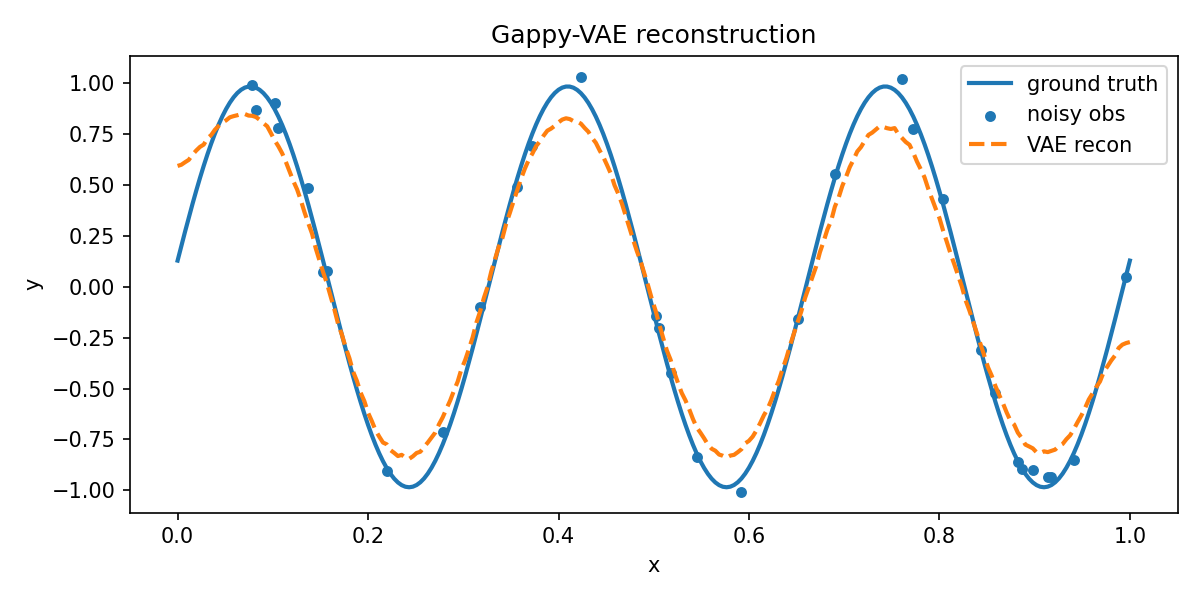 Gappy-VAE reconstruction
ground truth
noisy obs
VAE recon
y
1.00
0.75
0.50
0.25
0.00
−0.25
−0.50
−0.75
−1.00
0.0 0.2 0.4 0.6 0.8 1.0
x